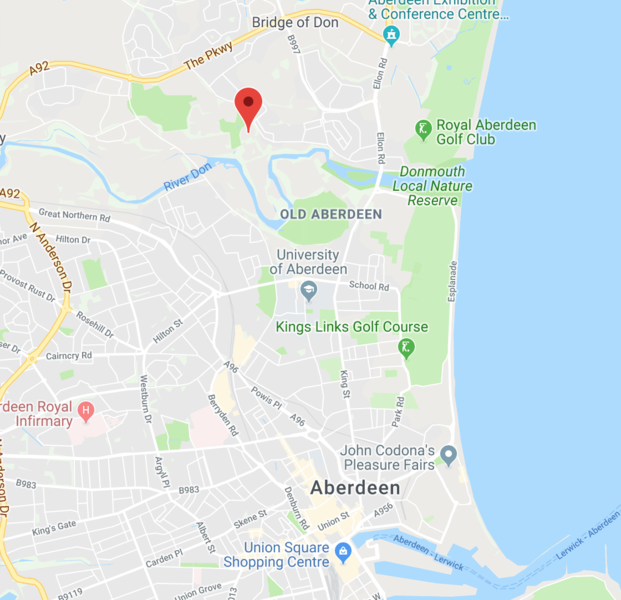 Aberdeen Exhibition
& Conference Centre...
Bridge of Don
B997
The Pkwy
A92
Ellon Rd
Royal Aberdeen
Golf Club
Ellon Rd
River Don
Donmouth
Local Nature
Reserve
A92
OLD ABERDEEN
Great Northern Rd
N Anderson Dr
Hilton Dr
University
of Aberdeen
Esplanade
Provost Rust Dr
School Rd
Rosehill Dr
Hilton St
Kings Links Golf Course
Cairncry Rd
A96
King St
Westburn Dr
Powis Pl
Berryden Rd
Park Rd
A96
Royal
Infirmary
John Codona's
Pleasure Fairs
Argyll Pl
B983
B983
Aberdeen
Denburn Rd
A956
Skene St
Union St
King's Gate
Albert St
Union Square
Shopping Centre
Aberdeen - Lerwick
Lerwick - Aberdeen
Carden Pl
Union Grove
B9119
N Anderson Dr